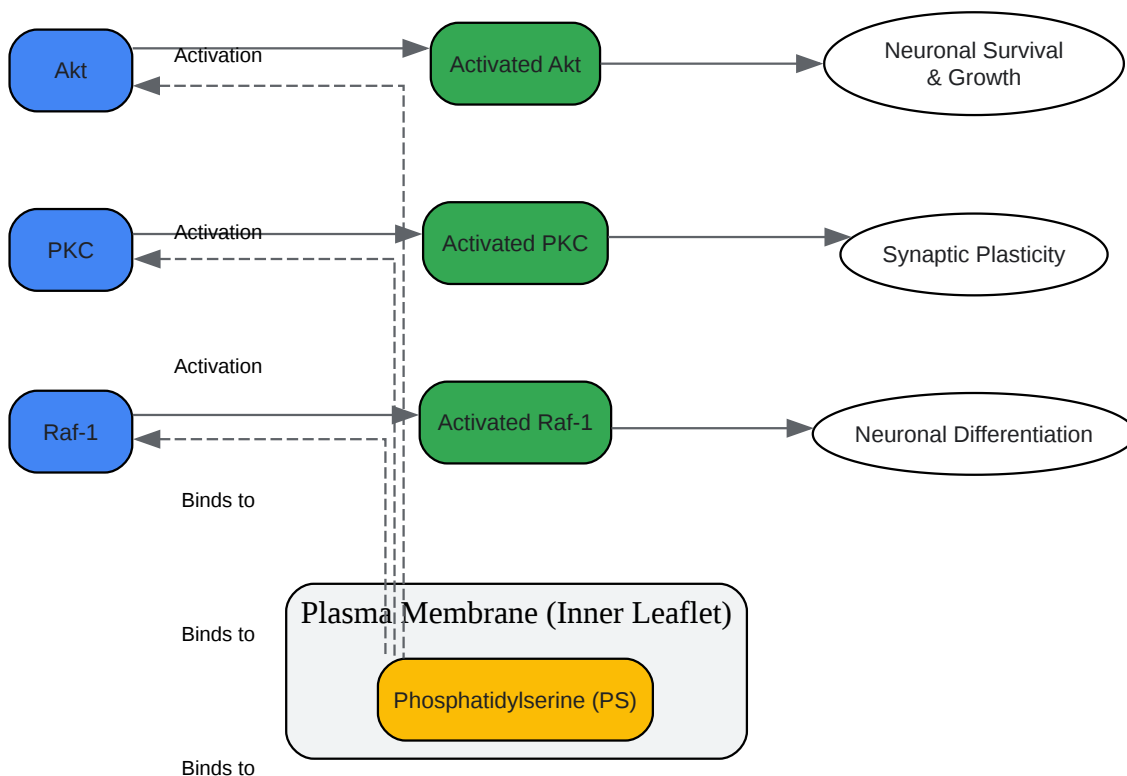 Akt
Activation
Activated Akt
Neuronal Survival
& Growth
PKC
Activation
Activated PKC
Synaptic Plasticity
Activation
Raf-1
Activated Raf-1
Neuronal Differentiation
Binds to
Plasma Membrane (Inner Leaflet)
Binds to
Phosphatidylserine (PS)
Binds to